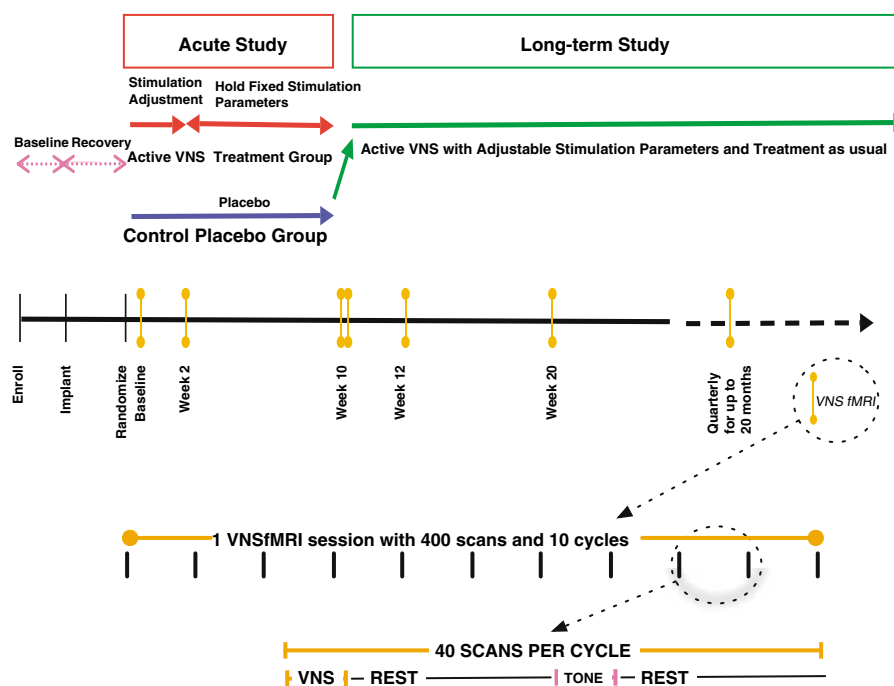 Acute Study
Long-term Study
Stimulation
Adjustment
Hold Fixed Stimulation
Parameters
Baseline Recovery
Active VNS Treatment Group
Active VNS with Adjustable Stimulation Parameters and Treatment as usual
Placebo
Control Placebo Group
Enroll
Implant
Randomize
Baseline
Week 2
Week 10
Week 12
Week 20
Quarterly
for up to
20 months
VNS fMRI
1 VNSfMRI session with 400 scans and 10 cycles
40 SCANS PER CYCLE
VNS
REST
TONE
REST